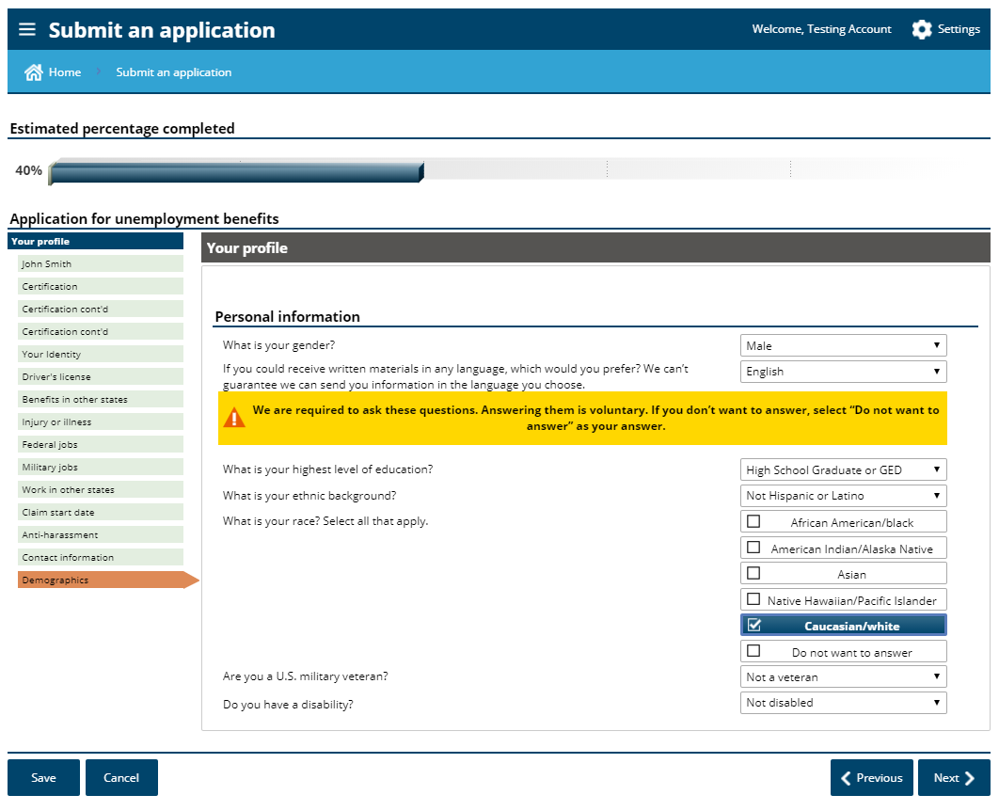 Submit an application
Welcome, Testing Account
Settings
Home
Submit an application
Estimated percentage completed
40%
Application for unemployment benefits
Your profile
John Smith
Certification
Certification cont'd
Certification cont'd
Your Identity
Driver's license
Benefits in other states
Injury or illness
Federal jobs
Military jobs
Work in other states
Claim start date
Anti-harassment
Contact information
Demographics
Your profile
Personal information
What is your gender?
Male
If you could receive written materials in any language, which would you prefer? We can't
guarantee we can send you information in the language you choose.
English
We are required to ask these questions. Answering them is voluntary. If you don’t want to answer, select “Do not want to
answer” as your answer.
What is your highest level of education?
High School Graduate or GED
What is your ethnic background?
Not Hispanic or Latino
What is your race? Select all that apply.
African American/black
American Indian/Alaska Native
Asian
Native Hawaiian/Pacific Islander
Caucasian/white
Do not want to answer
Are you a U.S. military veteran?
Not a veteran
Do you have a disability?
Not disabled
Save
Cancel
Previous
Next